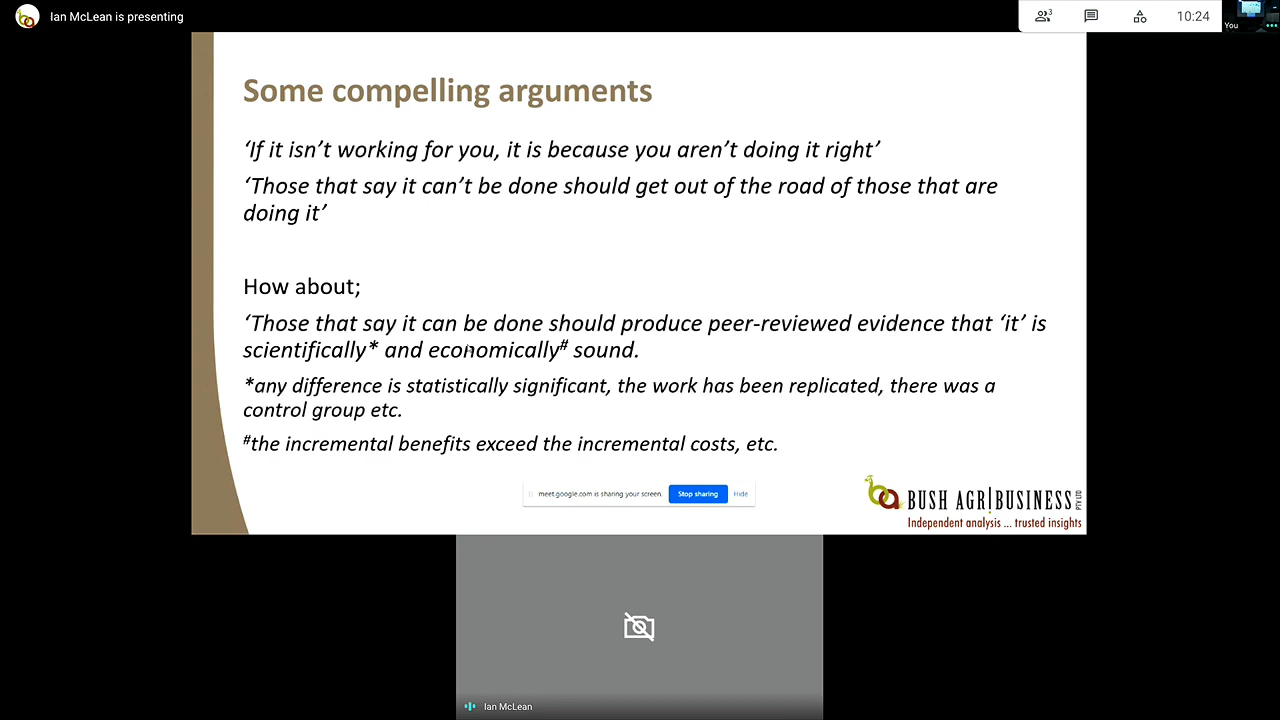 Ian McLean is presenting
3
10:24
You
Some compelling arguments
‘If it isn’t working for you, it is because you aren’t doing it right’
‘Those that say it can’t be done should get out of the road of those that are
doing it’
How about;
‘Those that say it can be done should produce peer-reviewed evidence that ‘it’ is
scientifically* and economically# sound.
*any difference is statistically significant, the work has been replicated, there was a
control group etc.
#the incremental benefits exceed the incremental costs, etc.
meet.google.com is sharing your screen. Stop sharing Hide
BUSH AGR!BUSINESS PTY LTD
Independent analysis ... trusted insights
Ian McLean